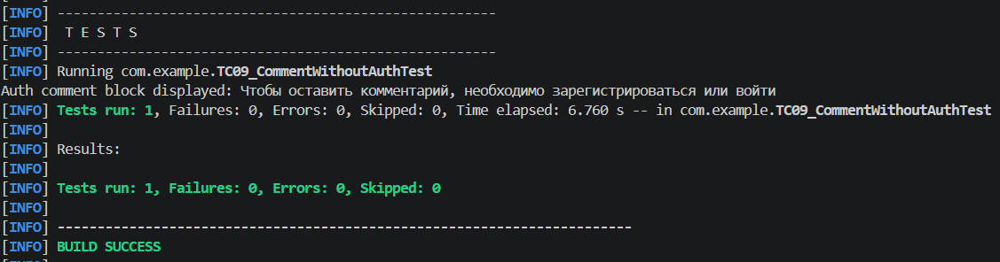 [INFO] -------------------------------------------------------
[INFO]  T E S T S
[INFO] -------------------------------------------------------
[INFO] Running com.example.TC09_CommentWithoutAuthTest
Auth comment block displayed: Чтобы оставить комментарий, необходимо зарегистрироваться или войти
[INFO] Tests run: 1, Failures: 0, Errors: 0, Skipped: 0, Time elapsed: 6.760 s -- in com.example.TC09_CommentWithoutAuthTest
[INFO]
[INFO] Results:
[INFO]
[INFO] Tests run: 1, Failures: 0, Errors: 0, Skipped: 0
[INFO]
[INFO] ------------------------------------------------------------------------
[INFO] BUILD SUCCESS